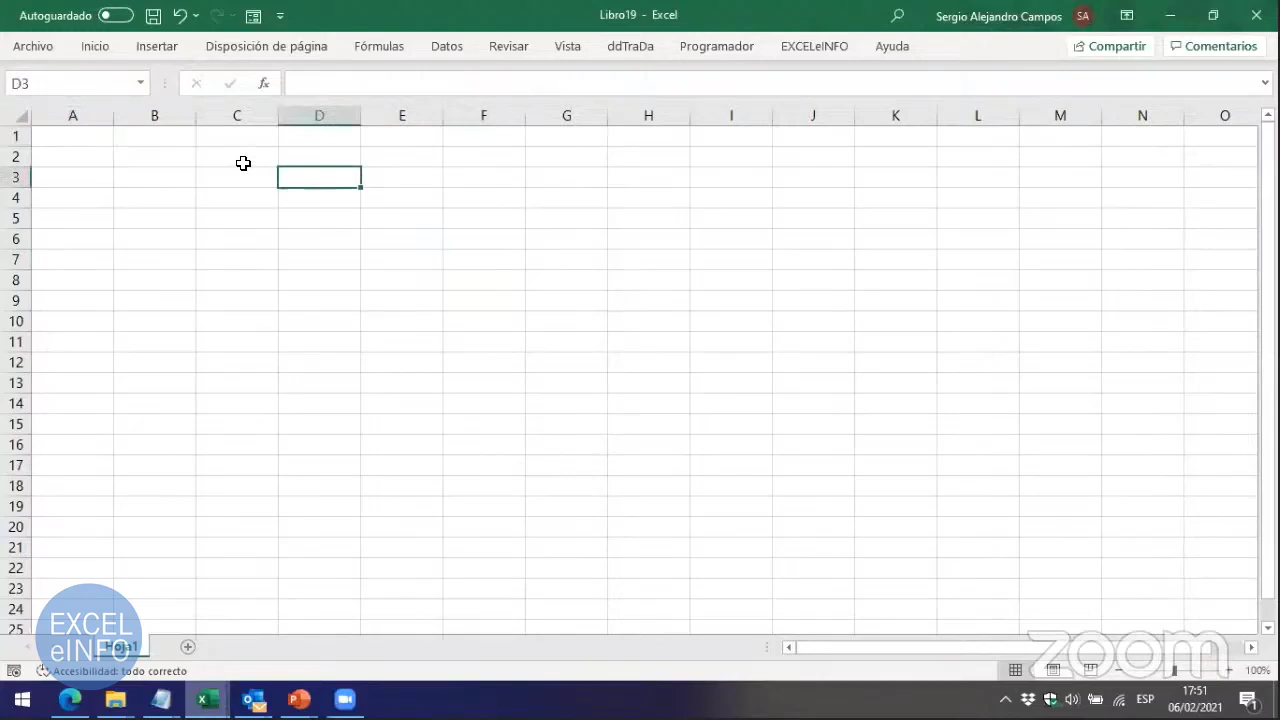 Autoguardado
Libro19 - Excel
Sergio Alejandro Campos
SA
Archivo Inicio Insertar Disposición de página Fórmulas Datos Revisar Vista ddTraDa Programador EXCELeINFO Ayuda Compartir Comentarios
D3 fx
A B C D E F G H I J K L M N O
1
2
3
4
5
6
7
8
9
10
11
12
13
14
15
16
17
18
19
20
21
22
23
24
25
EXCEL
eINFO
Hoja1
zoom
Accesibilidad: todo correcto
100%
ESP
17:51
06/02/2021
1